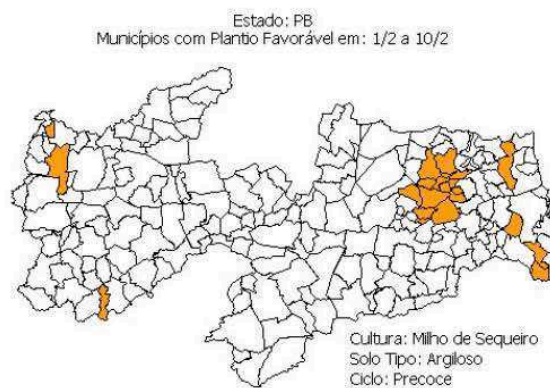 Estado: PB
Municípios com Plantio Favorável em: 1/2 a 10/2
Cultura: Milho de Sequeiro
Solo Tipo: Argiloso
Ciclo: Precoce